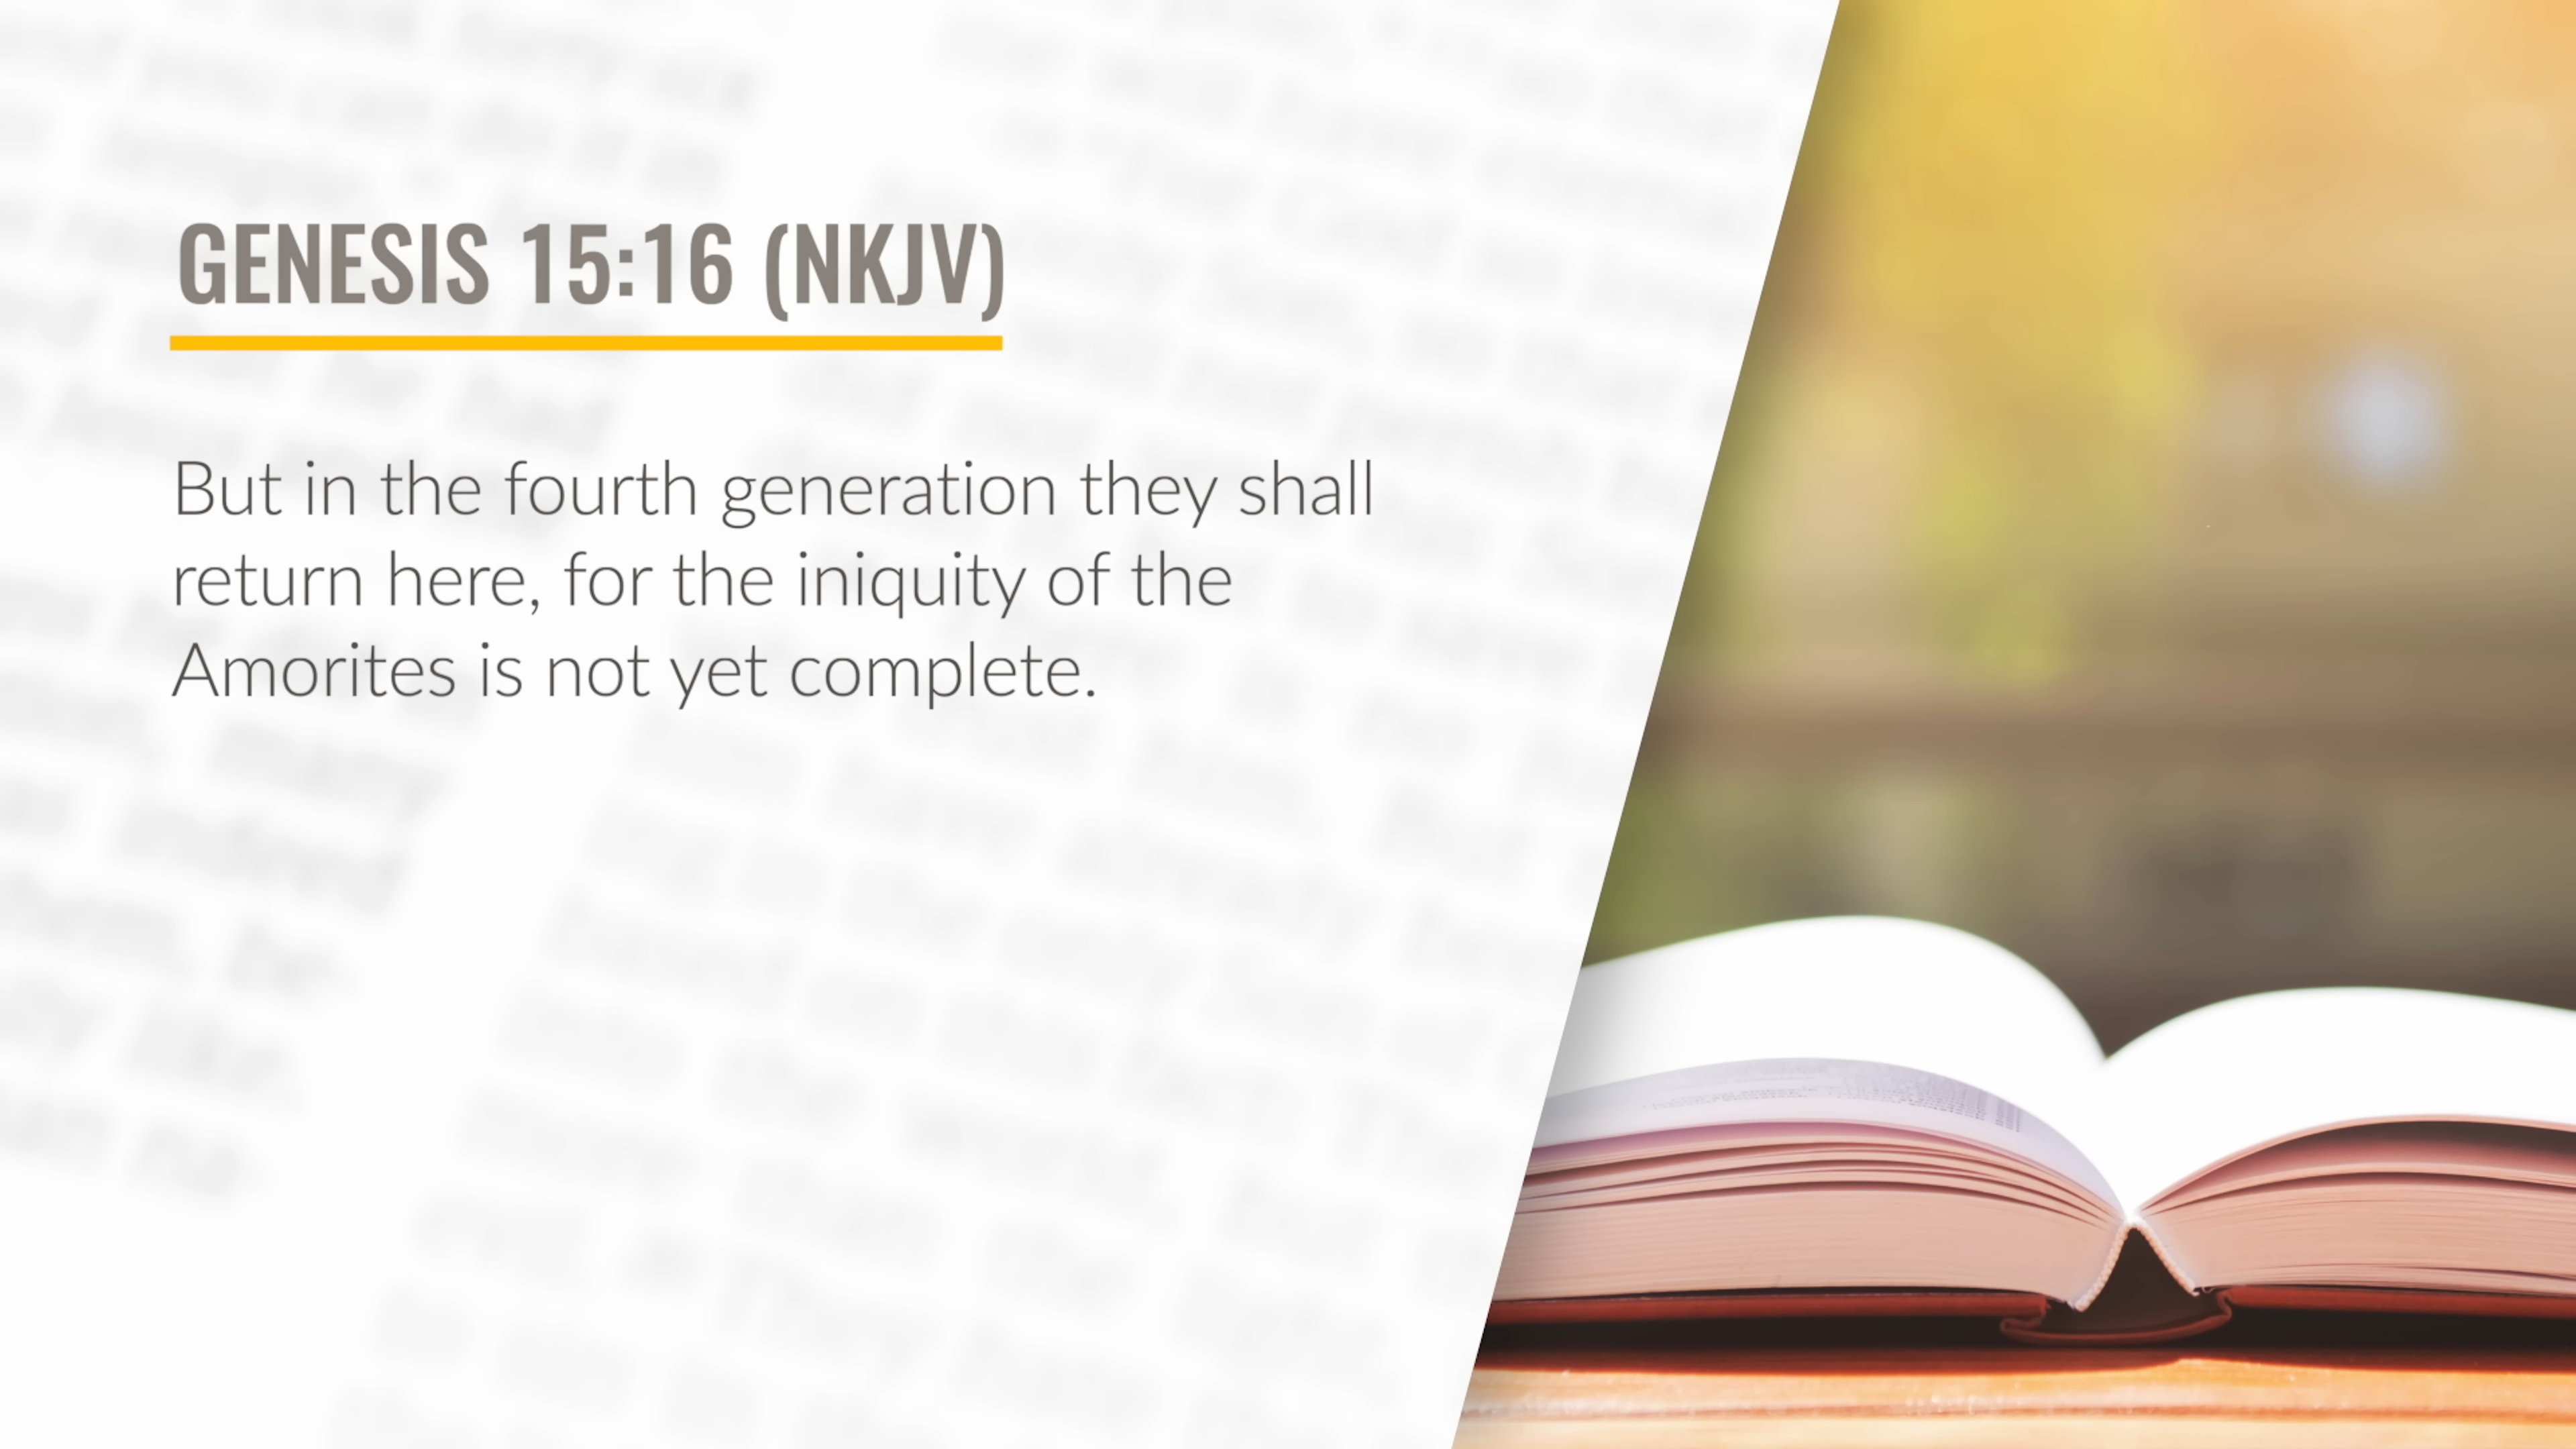 GENESIS 15:16 (NKJV)
But in the fourth generation they shall
return here, for the iniquity of the
Amorites is not yet complete.